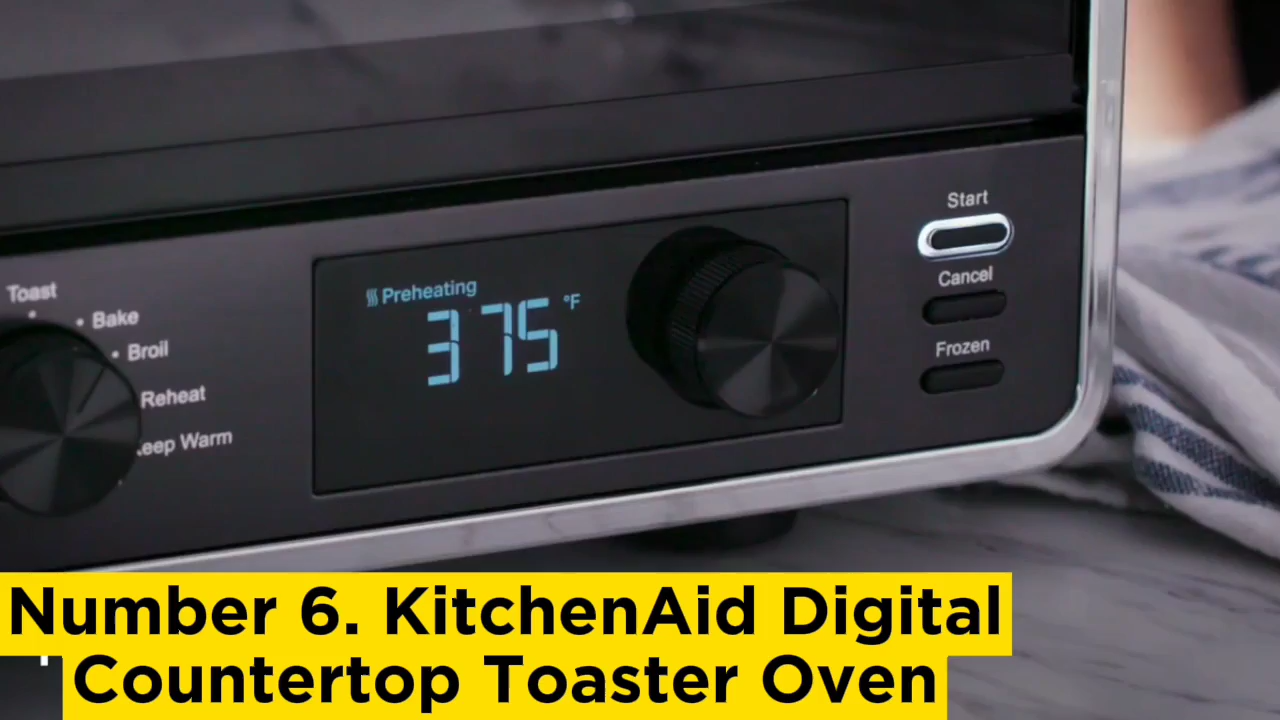 Start
Cancel
Frozen
Toast
Bake
Broil
Reheat
eep Warm
Preheating
375 °F
Number 6. KitchenAid Digital
Countertop Toaster Oven